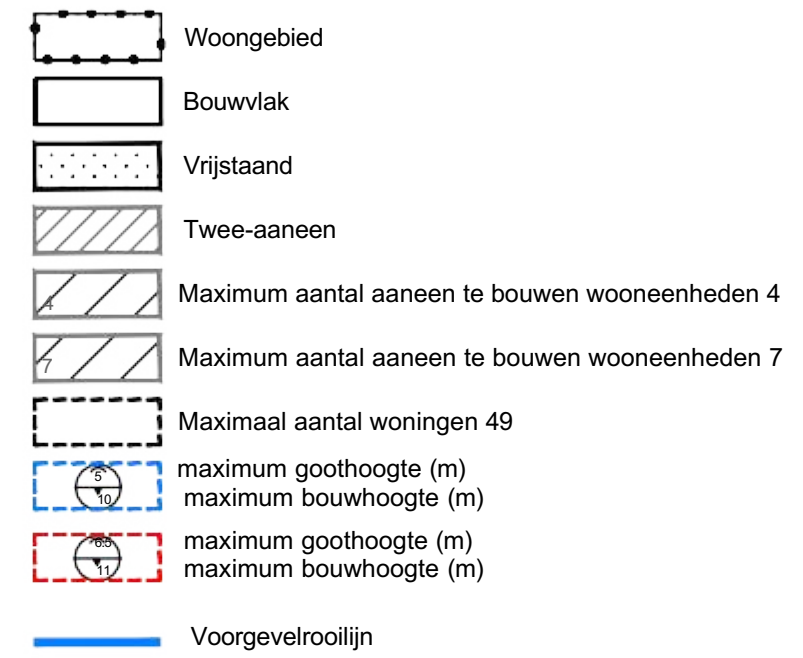 Woongebied
Bouwvlak
Vrijstaand
Twee-aaneen
4 Maximum aantal aaneen te bouwen wooneenheden 4
7 Maximum aantal aaneen te bouwen wooneenheden 7
Maximaal aantal woningen 49
5 maximum goothoogte (m)
10 maximum bouwhoogte (m)
6.5 maximum goothoogte (m)
11 maximum bouwhoogte (m)
Voorgevelrooilijn